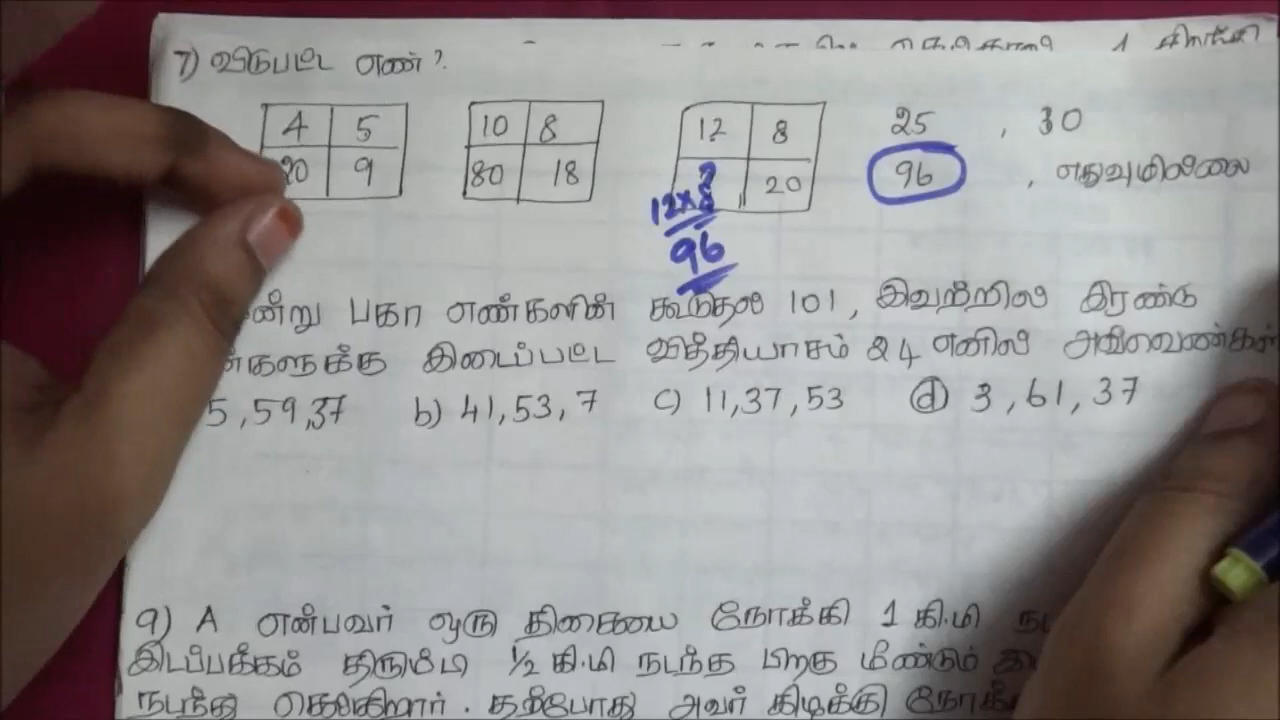 7) விடுபட்ட எண்?
4 5 10 8 12 8 25 , 30
20 9 80 18 ? 20 96 , எதுவுமில்லை
12×8
96
பகா எண்களின் கூடுதல் 101, இவற்றில் இரண்டு
கிடைப்பட்ட வித்தியாசம் 24 எனில் அவ்வெண்கள்
5, 59, 37 b) 41, 53, 7 c) 11, 37, 53 d) 3, 61, 37
9) A என்பவர் ஒரு திசையை நோக்கி 1 கி.மி
இடப்பக்கம் திரும்பி 1/2 கி.மி நடந்த பிறகு மீண்டும்
நடந்து செல்கிறார். தற்போது அவர் கிழக்கு